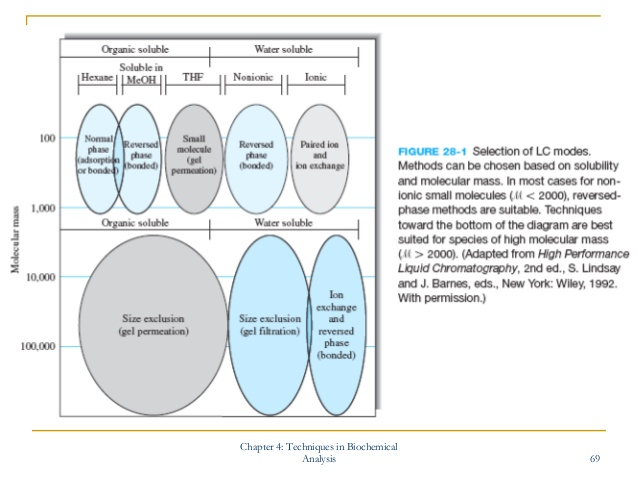 Organic soluble
Water soluble
Hexane
Soluble in
MeOH
THF
Nonionic
Ionic
100
Normal
phase
(adsorption
or bonded)
Reversed
phase
(bonded)
Small
molecule
(gel
permeation)
Reversed
phase
(bonded)
Paired ion
and
ion exchange
1,000
Organic soluble
Water soluble
Molecular mass
10,000
Size exclusion
(gel permeation)
Size exclusion
(gel filtration)
Ion
exchange
and
reversed
phase
(bonded)
100,000
FIGURE 28-1 Selection of LC modes.
Methods can be chosen based on solubility
and molecular mass. In most cases for non-
ionic small molecules (ℳ < 2000), reversed-
phase methods are suitable. Techniques
toward the bottom of the diagram are best
suited for species of high molecular mass
(ℳ > 2000). (Adapted from High Performance
Liquid Chromatography, 2nd ed., S. Lindsay
and J. Barnes, eds., New York: Wiley, 1992.
With permission.)
Chapter 4: Techniques in Biochemical
Analysis
69